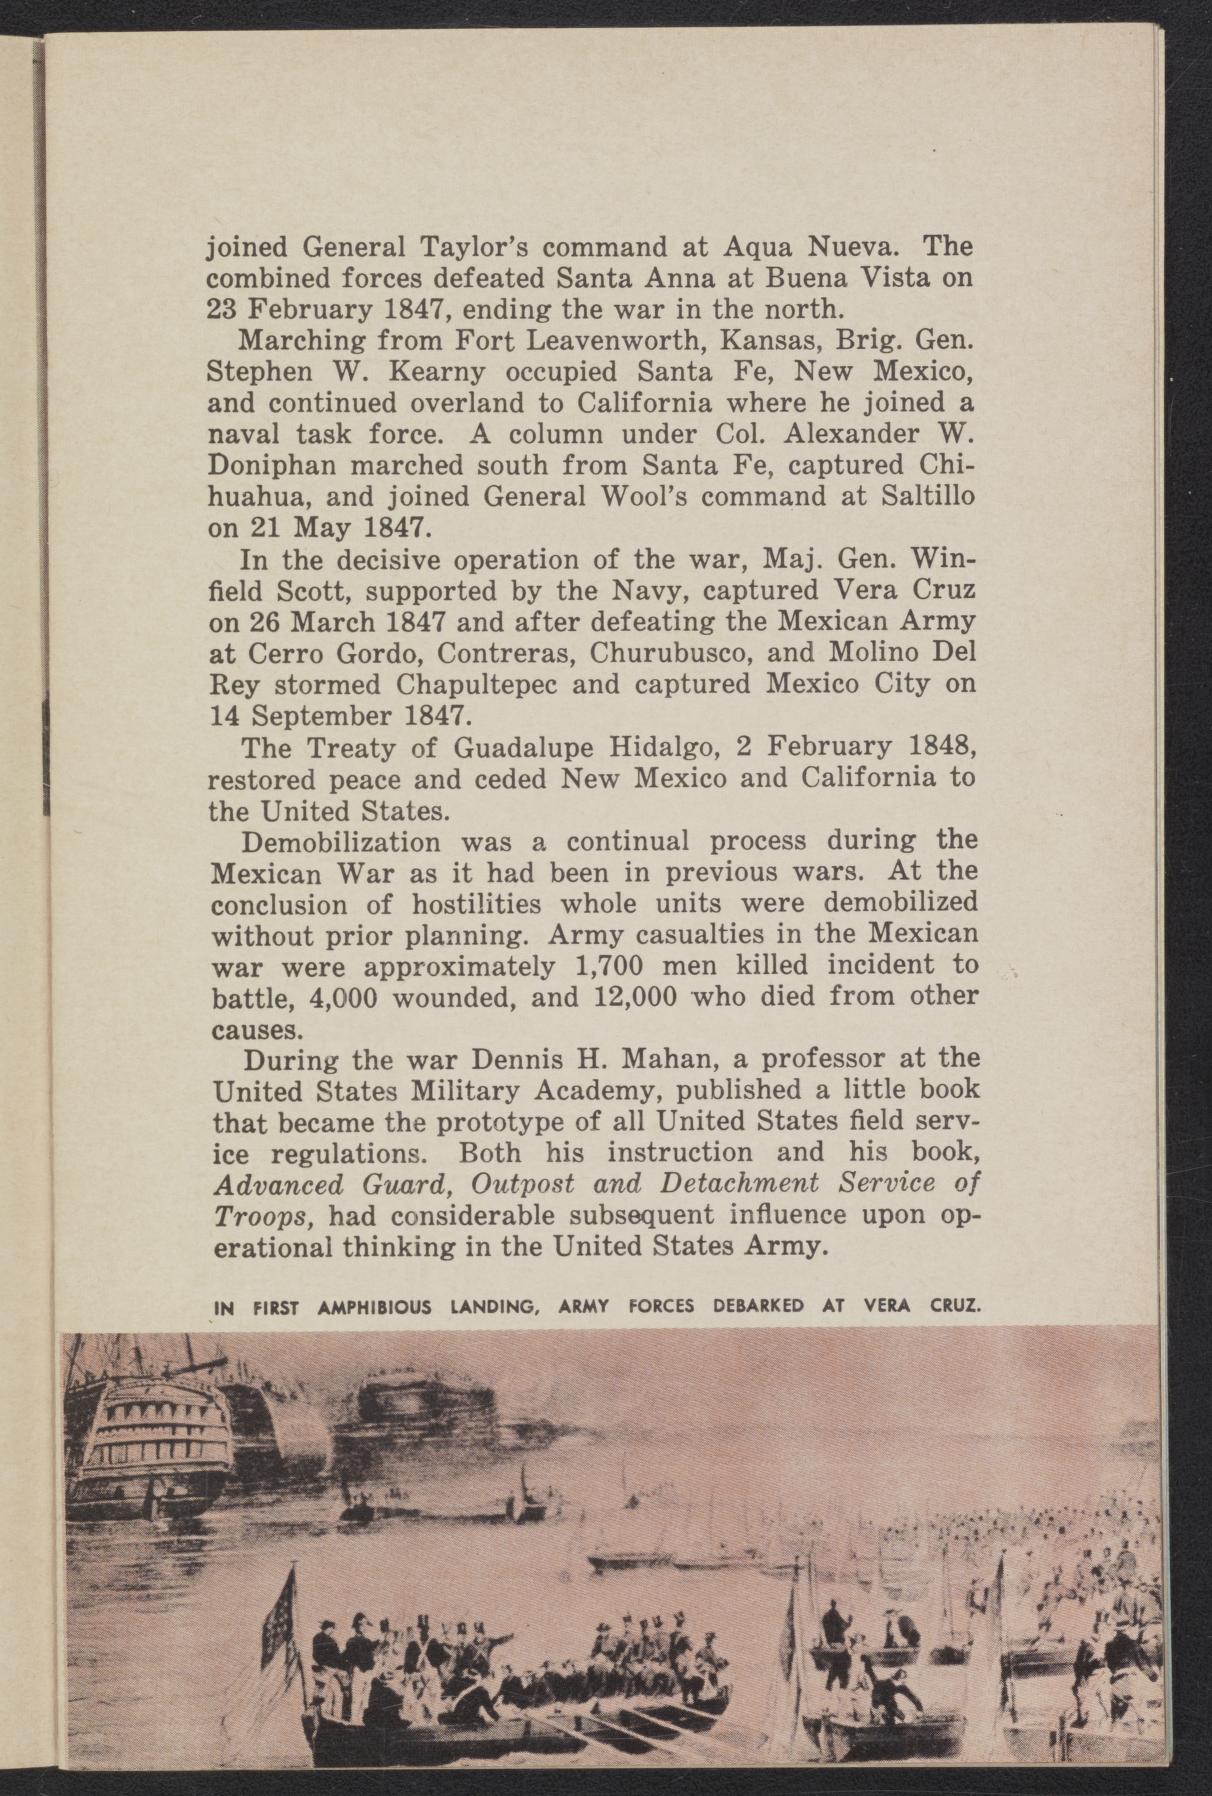 joined General Taylor's command at Aqua Nueva. The
combined forces defeated Santa Anna at Buena Vista on
23 February 1847, ending the war in the north.
Marching from Fort Leavenworth, Kansas, Brig. Gen.
Stephen W. Kearny occupied Santa Fe, New Mexico,
and continued overland to California where he joined a
naval task force. A column under Col. Alexander W.
Doniphan marched south from Santa Fe, captured Chi-
huahua, and joined General Wool's command at Saltillo
on 21 May 1847.
In the decisive operation of the war, Maj. Gen. Win-
field Scott, supported by the Navy, captured Vera Cruz
on 26 March 1847 and after defeating the Mexican Army
at Cerro Gordo, Contreras, Churubusco, and Molino Del
Rey stormed Chapultepec and captured Mexico City on
14 September 1847.
The Treaty of Guadalupe Hidalgo, 2 February 1848,
restored peace and ceded New Mexico and California to
the United States.
Demobilization was a continual process during the
Mexican War as it had been in previous wars. At the
conclusion of hostilities whole units were demobilized
without prior planning. Army casualties in the Mexican
war were approximately 1,700 men killed incident to
battle, 4,000 wounded, and 12,000 who died from other
causes.
During the war Dennis H. Mahan, a professor at the
United States Military Academy, published a little book
that became the prototype of all United States field serv-
ice regulations. Both his instruction and his book,
Advanced Guard, Outpost and Detachment Service of
Troops, had considerable subsequent influence upon op-
erational thinking in the United States Army.
IN FIRST AMPHIBIOUS LANDING, ARMY FORCES DEBARKED AT VERA CRUZ.